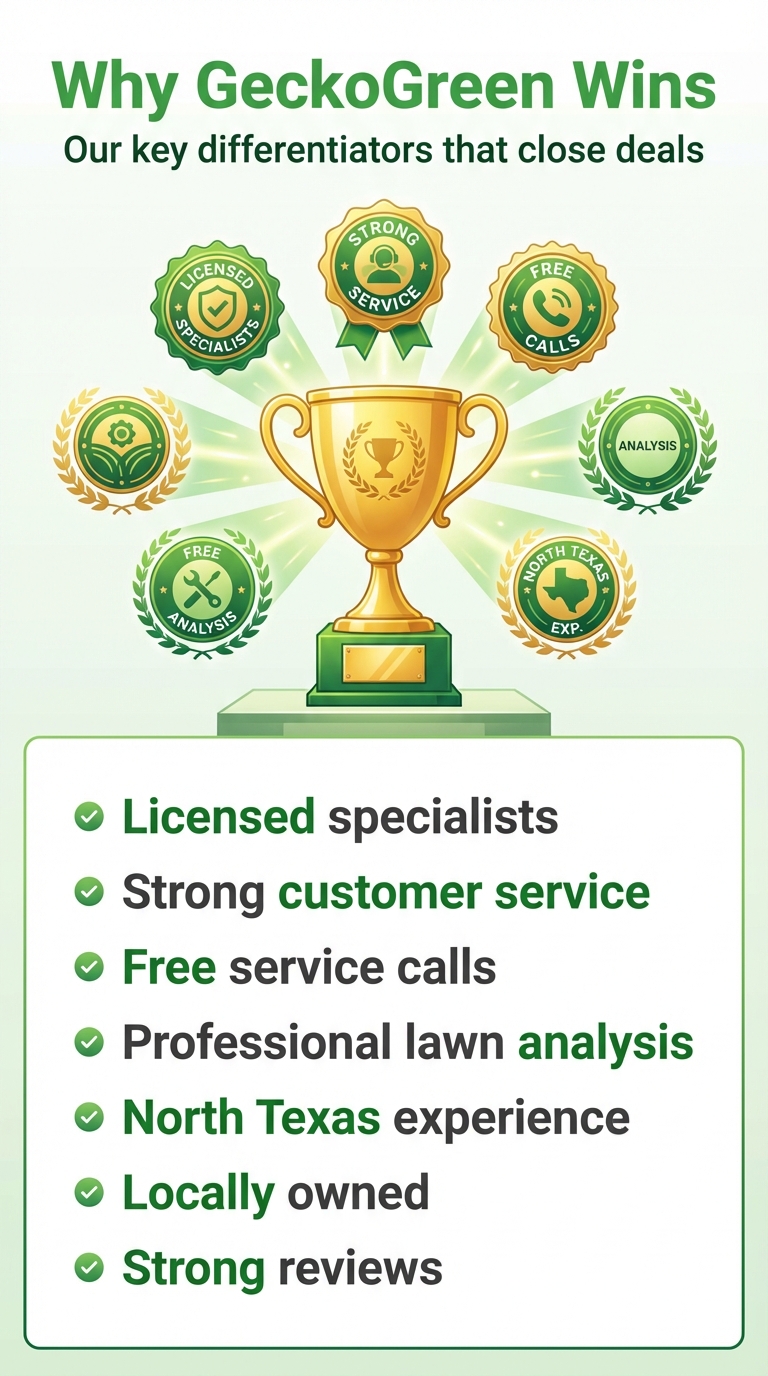 Why GeckoGreen Wins
Our key differentiators that close deals
STRONG
SERVICE
LICENSED
SPECIALISTS
FREE
CALLS
ANALYSIS
FREE
ANALYSIS
NORTH TEXAS
EXP.
Licensed specialists
Strong customer service
Free service calls
Professional lawn analysis
North Texas experience
Locally owned
Strong reviews